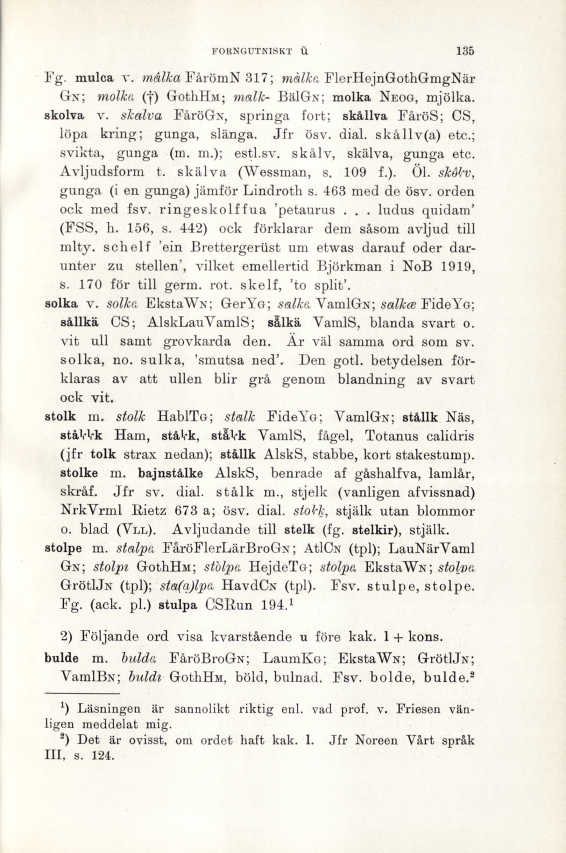 FORNGUTNISKT ŭ 135
Fg. mulca v. målka FårömN 317; målka FlerHejnGothGmgNär
GN; molka (†) GothHM; malk- BälGN; molka NEOG, mjölka.
skolva v. skalva FåröGN, springa fort; skållva FåröS; CS,
löpa kring; gunga, slänga. Jfr ösv. dial. skållv(a) etc.;
svikta, gunga (m. m.); estl.sv. skålv, skälva, gunga etc.
Avljudsform t. skälva (Wessman, s. 109 f.). Öl.
gunga (i en gunga) jämför Lindroth s. 463 med de ösv. orden
ock med fsv. ringeskolffua 'petaurus . . . ludus quidam'
(FSS, h. 156, s. 442) ock förklarar dem såsom avljud till
mlty. schelf 'ein Brettergerüst um etwas darauf oder dar-
unter zu stellen', vilket emellertid Björkman i NoB 1919,
s. 170 för till germ. rot. skelf, 'to split'.
solka v. solka EkstaWN; GerYG; salka VamlGN; salkæ FideYG;
sållkä CS; AlskLauVamlS; sålkä VamlS, blanda svart o.
vit ull samt grovkarda den. Är väl samma ord som sv.
solka, no. sulka, 'smutsa ned'. Den gotl. betydelsen för-
klaras av att ullen blir grå genom blandning av svart
ock vit.
stolk m. stolk HablTG; stalk FideYG; VamlGN; stållk Näs,
Ham, VamlS, fågel, Totanus calidris
(jfr tolk strax nedan); stållk AlskS, stabbe, kort stakestump.
stolke m. bajnstålke AlskS, benrade af gåshalfva, lamlår,
skråf. Jfr sv. dial. stålk m., stjelk (vanligen afvissnad)
NrkVrml Rietz 673 a; ösv. dial. stjälk utan blommor
o. blad (VLL). Avljudande till stelk (fg. stelkir), stjälk.
stolpe m. stalpa FåröFlerLärBroGN; AtlCN (tpl); LauNärVaml
GN; stolpı GothHM; stòlpa HejdeTG; stolpa EkstaWN; stolpa
GrötlJN (tpl); sta(a)lpa HavdCN (tpl). Fsv. stulpe, stolpe.
Fg. (ack. pl.) stulpa CSRun 194.¹
2) Följande ord visa kvarstående u före kak. l + kons.
bulde m. bulda FåröBroGN; LaumKG; EkstaWN; GrötlJN;
VamlBN; buldı GothHM, böld, bulnad. Fsv. bolde, bulde.²
¹) Läsningen är sannolikt riktig enl. vad prof. v. Friesen vän-
ligen meddelat mig.
²) Det är ovisst, om ordet haft kak. l. Jfr Noreen Vårt språk
III, s. 124.